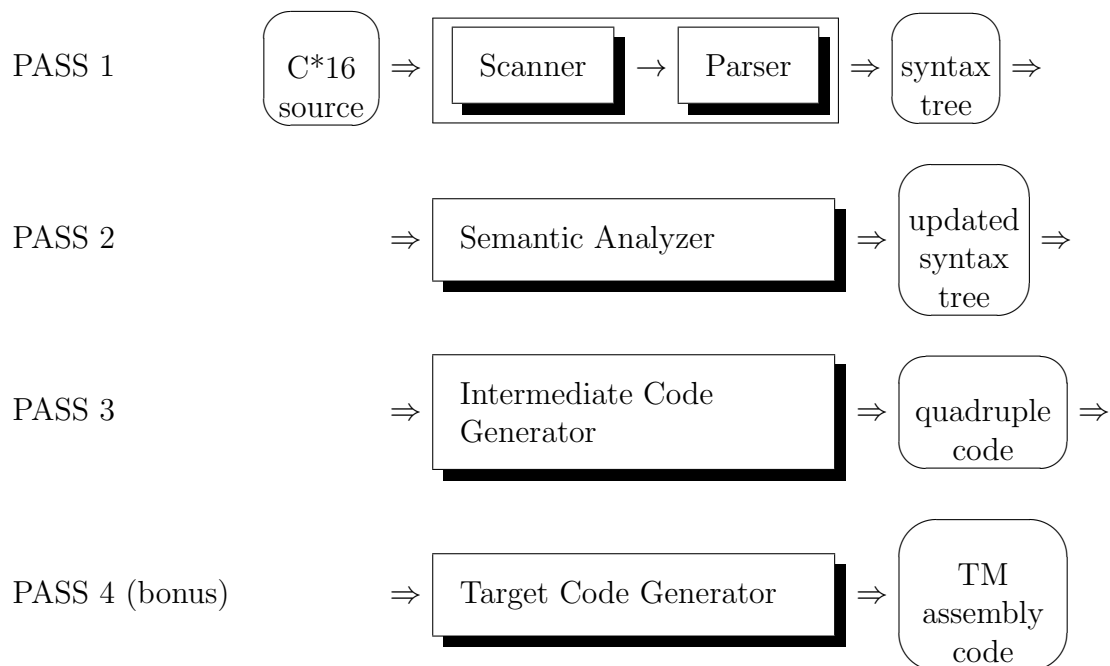 PASS 1
C*16
source
⇒
Scanner
→
Parser
⇒
syntax
tree
⇒
PASS 2
⇒
Semantic Analyzer
⇒
updated
syntax
tree
⇒
PASS 3
⇒
Intermediate Code
Generator
⇒
quadruple
code
⇒
PASS 4 (bonus)
⇒
Target Code Generator
⇒
TM
assembly
code